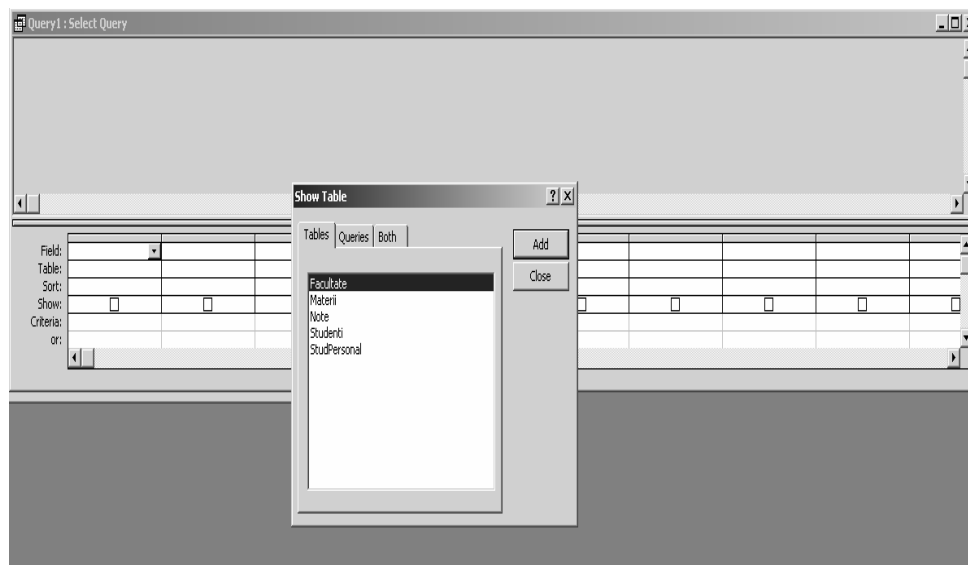 Query1 : Select Query
Show Table
Tables Queries Both
Add
Close
Facultate
Materii
Note
Studenti
StudPersonal
Field:
Table:
Sort:
Show:
Criteria:
or: